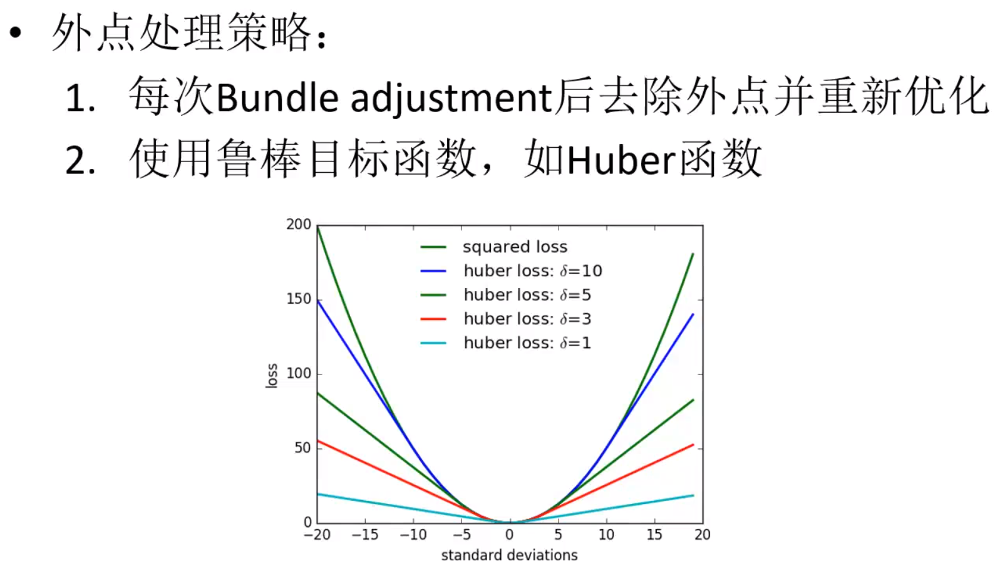 • 外点处理策略：
1. 每次Bundle adjustment后去除外点并重新优化
2. 使用鲁棒目标函数，如Huber函数
200
squared loss
huber loss: δ=10
150
huber loss: δ=5
huber loss: δ=3
huber loss: δ=1
loss
100
50
0
−20 −15 −10 −5 0 5 10 15 20
standard deviations